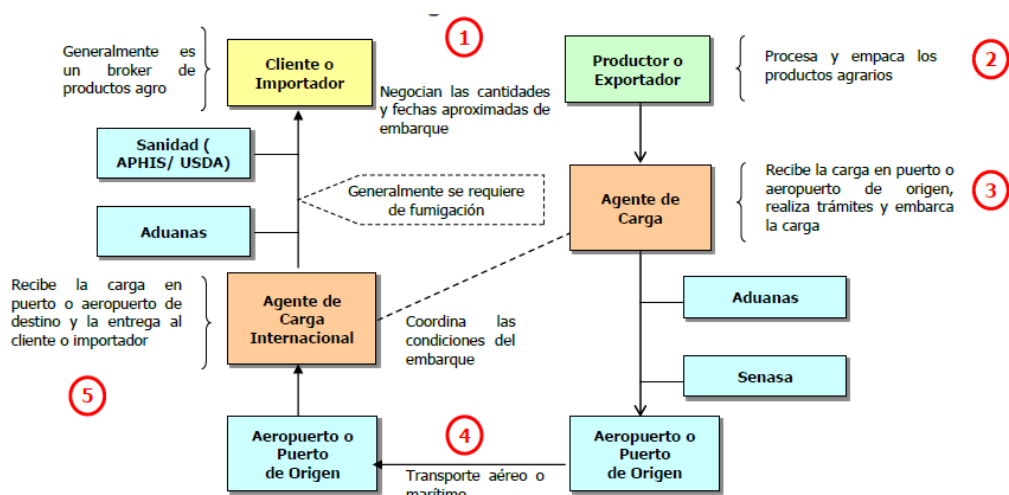 1
Generalmente es
un broker de
productos agro
Cliente o
Importador
Negocian las cantidades
y fechas aproximadas de
embarque
Productor o
Exportador
Procesa y empaca los
productos agrarios
2
Sanidad (
APHIS/ USDA)
Generalmente se requiere
de fumigación
Aduanas
Agente de
Carga
Recibe la carga en puerto o
aeropuerto de origen,
realiza trámites y embarca
la carga
3
Recibe la carga en
puerto o aeropuerto de
destino y la entrega al
cliente o importador
5
Agente de
Carga
Internacional
Coordina las
condiciones del
embarque
Aduanas
Senasa
Aeropuerto o
Puerto
de Origen
4
Transporte aéreo o
marítimo
Aeropuerto o
Puerto
de Origen